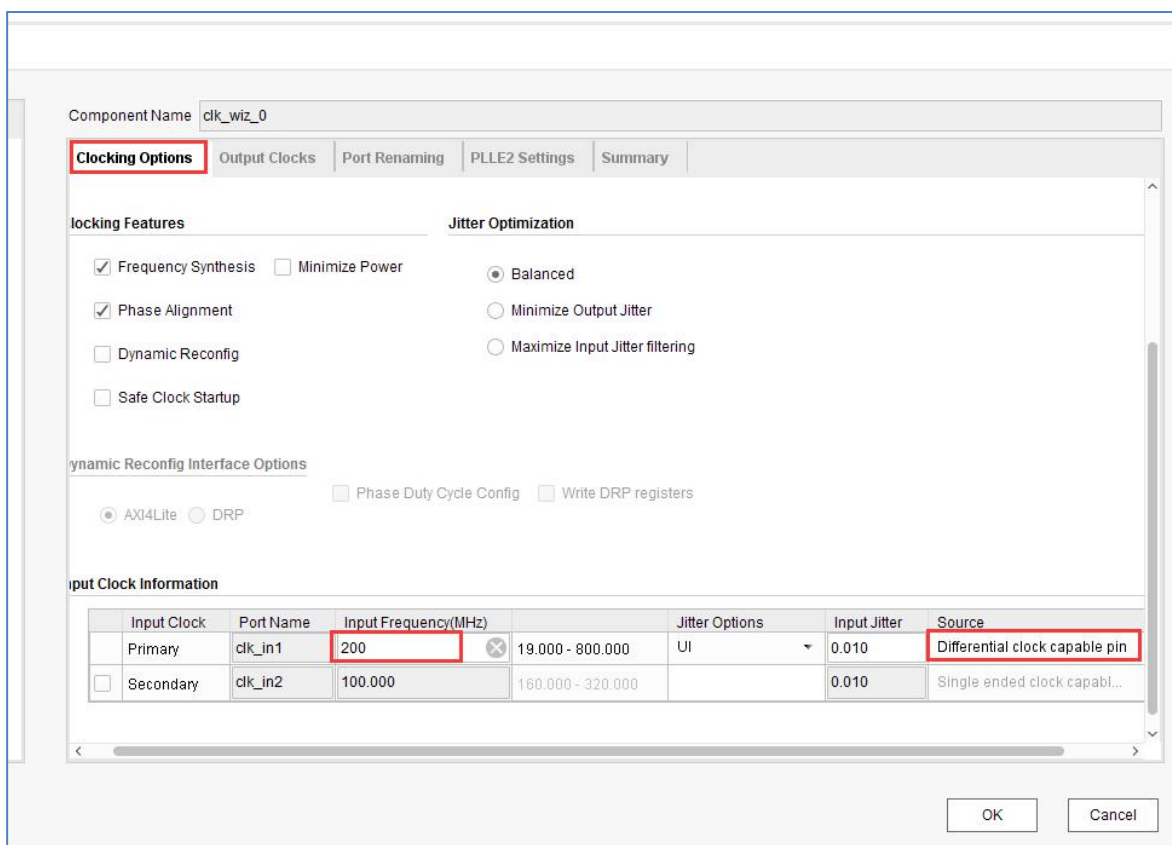 Component Name clk_wiz_0
Clocking Options Output Clocks Port Renaming PLLE2 Settings Summary
locking Features Jitter Optimization
Frequency Synthesis Minimize Power Balanced
Phase Alignment Minimize Output Jitter
Dynamic Reconfig Maximize Input Jitter filtering
Safe Clock Startup
ynamic Reconfig Interface Options
Phase Duty Cycle Config Write DRP registers
AXI4Lite DRP
nput Clock Information
Input Clock Port Name Input Frequency(MHz) Jitter Options Input Jitter Source
Primary clk_in1 200 19.000 - 800.000 UI 0.010 Differential clock capable pin
Secondary clk_in2 100.000 160.000 - 320.000 0.010 Single ended clock capabl...
OK Cancel